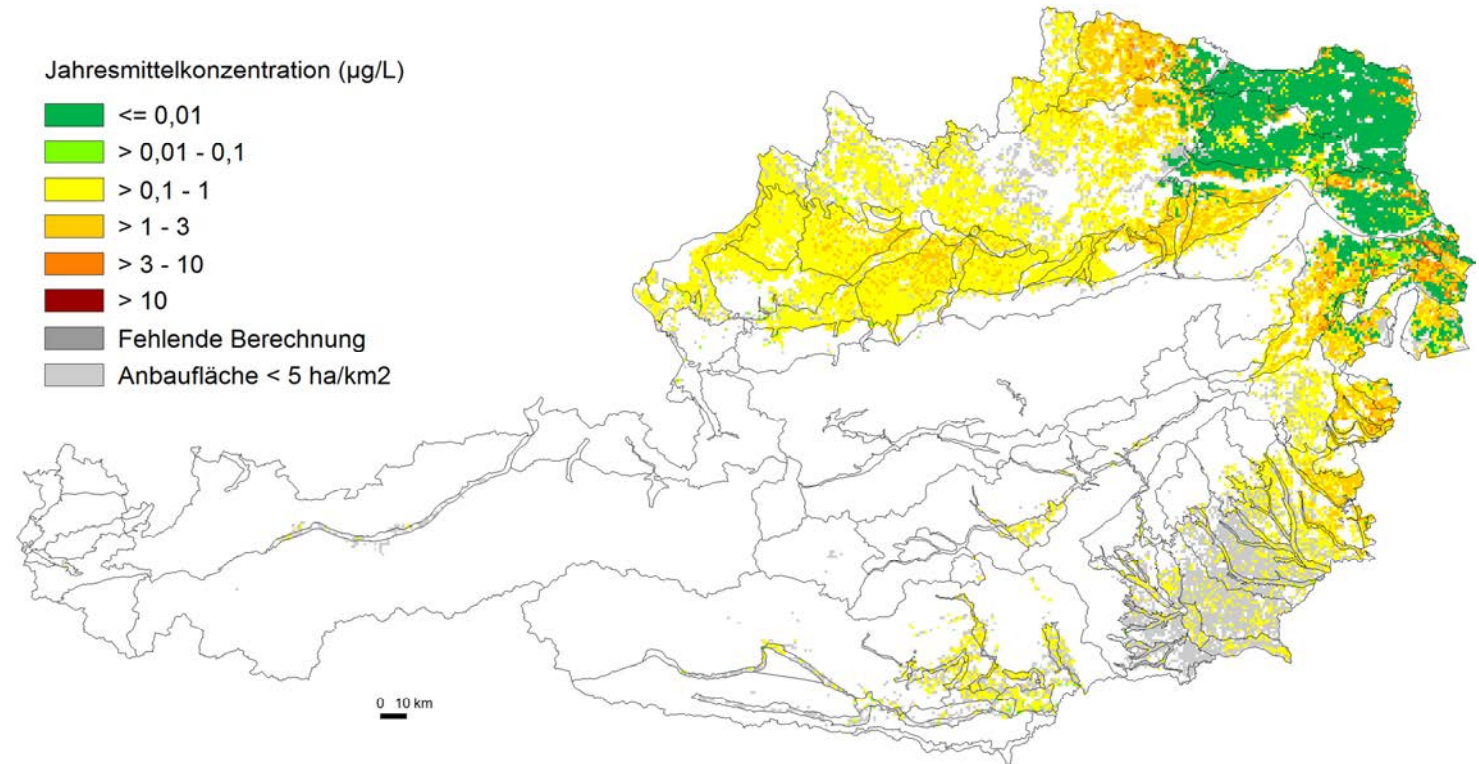 Jahresmittelkonzentration (µg/L)
<= 0,01
> 0,01 - 0,1
> 0,1 - 1
> 1 - 3
> 3 - 10
> 10
Fehlende Berechnung
Anbaufläche < 5 ha/km2
0 10 km